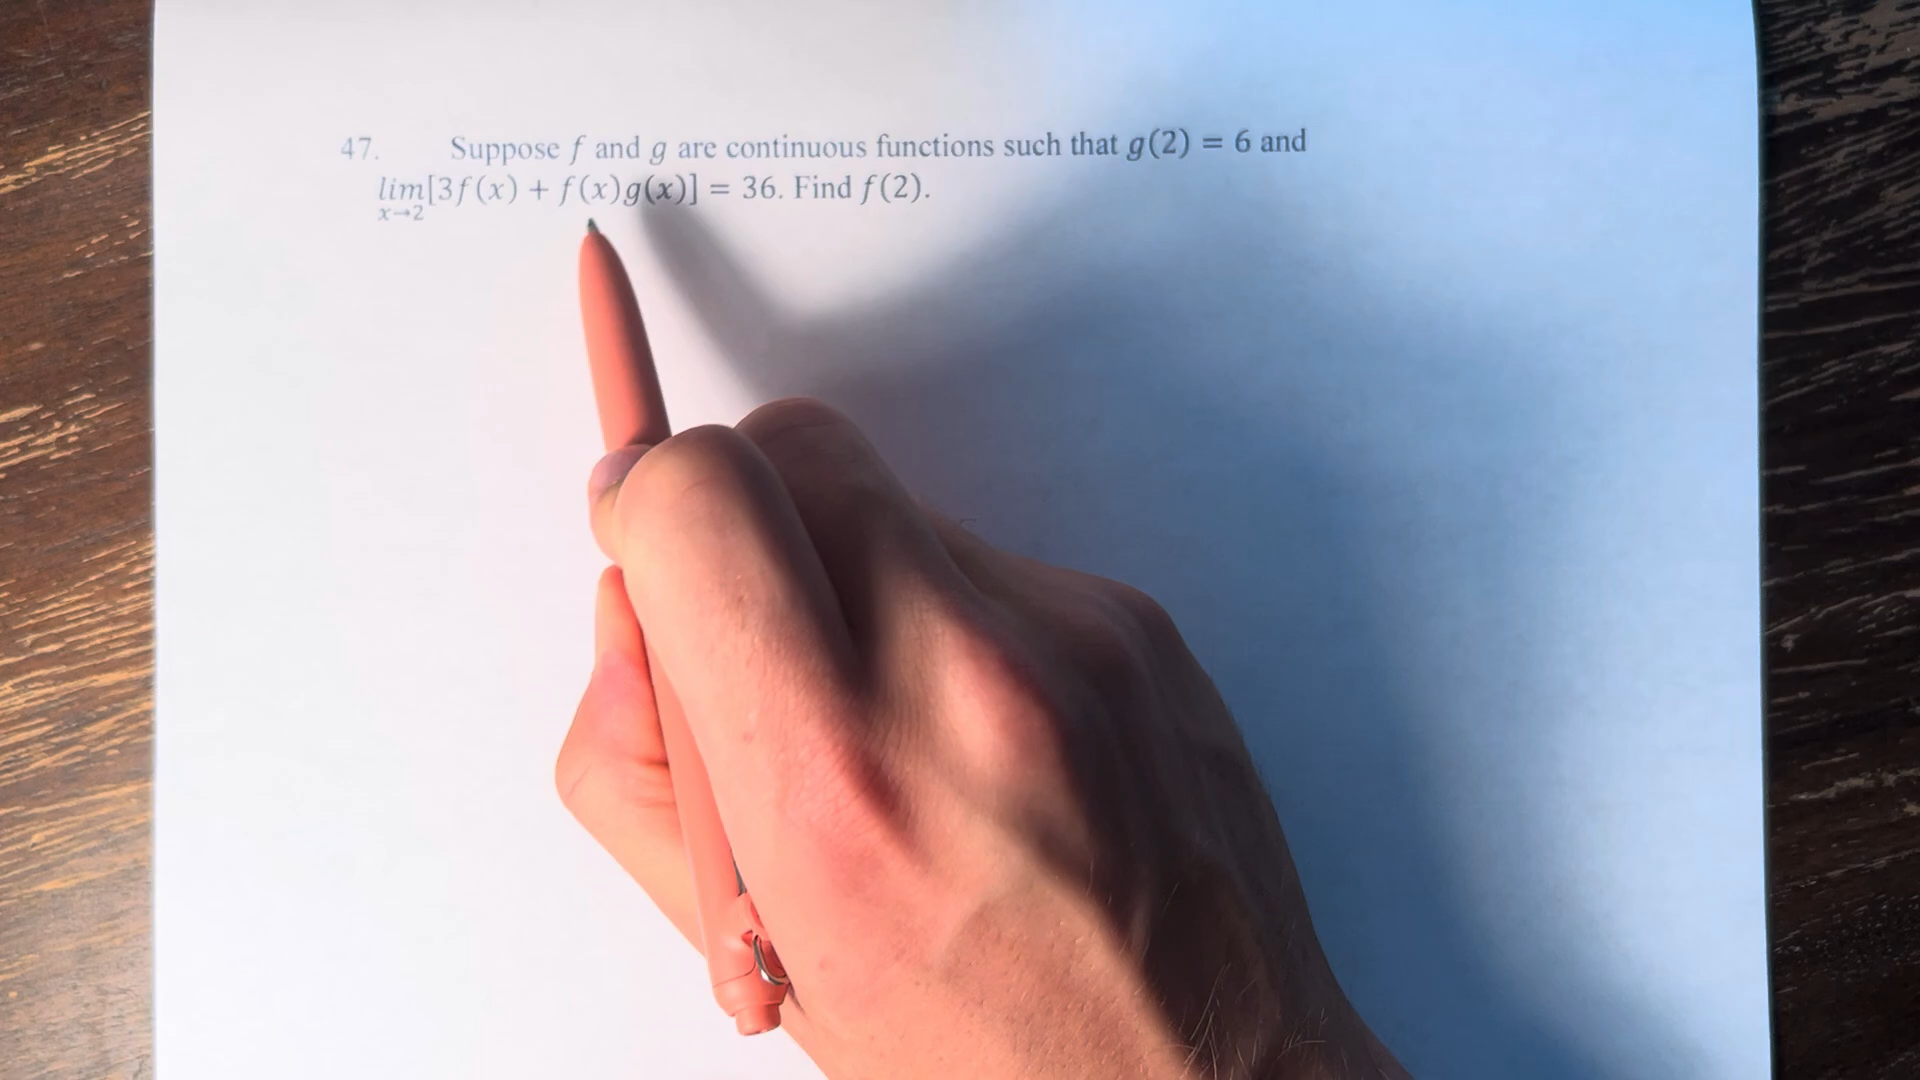 47. Suppose f and g are continuous functions such that g(2) = 6 and
lim[3f(x) + f(x)g(x)] = 36. Find f(2).
x→2